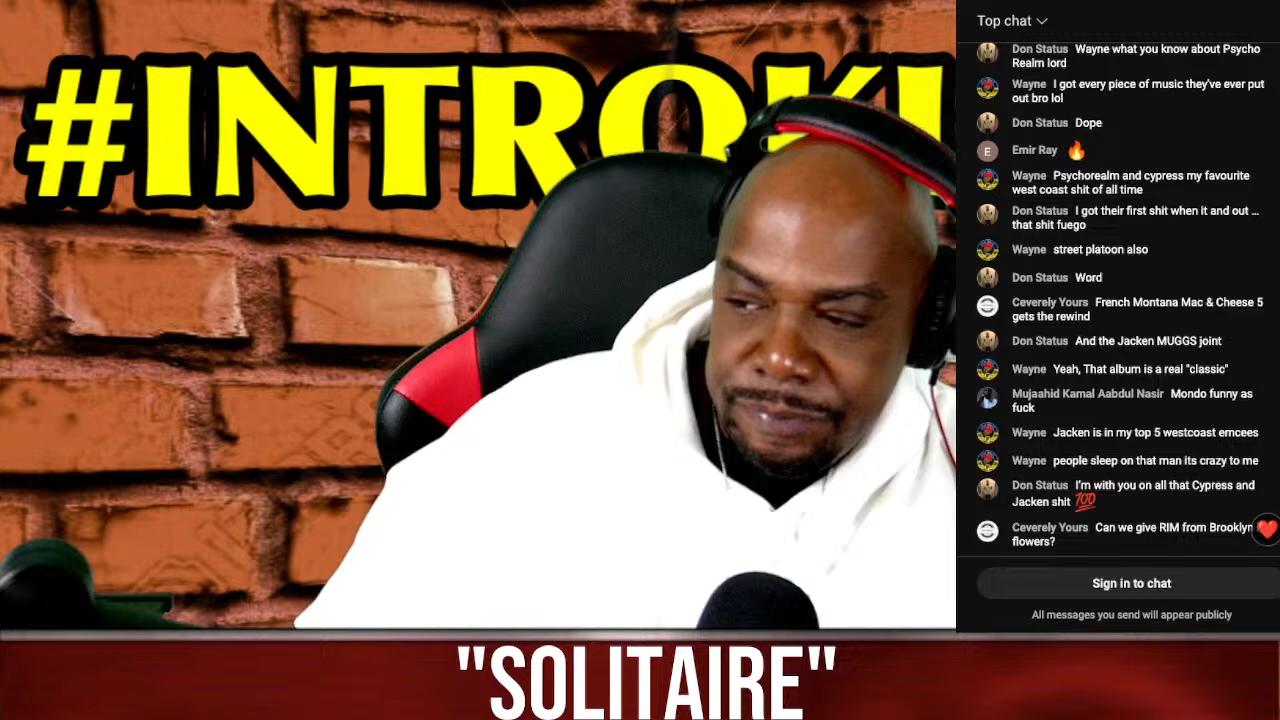 #INTROKI
Top chat
Don Status Wayne what you know about Psycho
Realm lord
Wayne I got every piece of music they've ever put
out bro lol
Don Status Dope
E Emir Ray 🔥
Wayne Psychorealm and cypress my favourite
west coast shit of all time
Don Status I got their first shit when it and out ...
that shit fuego
Wayne street platoon also
Don Status Word
Ceverely Yours French Montana Mac & Cheese 5
gets the rewind
Don Status And the Jacken MUGGS joint
Wayne Yeah, That album is a real "classic"
Mujaahid Kamal Aabdul Nasir Mondo funny as
fuck
Wayne Jacken is in my top 5 westcoast emcees
Wayne people sleep on that man its crazy to me
Don Status I'm with you on all that Cypress and
Jacken shit 💯
Ceverely Yours Can we give RIM from Brooklyn
flowers?
Sign in to chat
All messages you send will appear publicly
"SOLITAIRE"